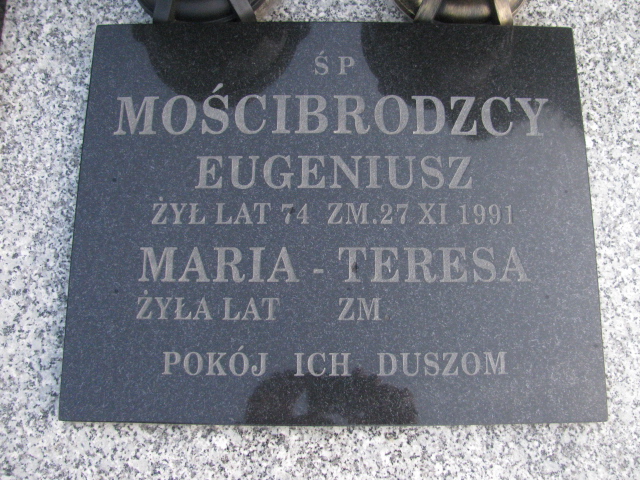 ŚP
MOŚCIBRODZCY
EUGENIUSZ
ŻYŁ LAT 74 ZM.27 XI 1991
MARIA - TERESA
ŻYŁA LAT ZM
POKÓJ ICH DUSZOM